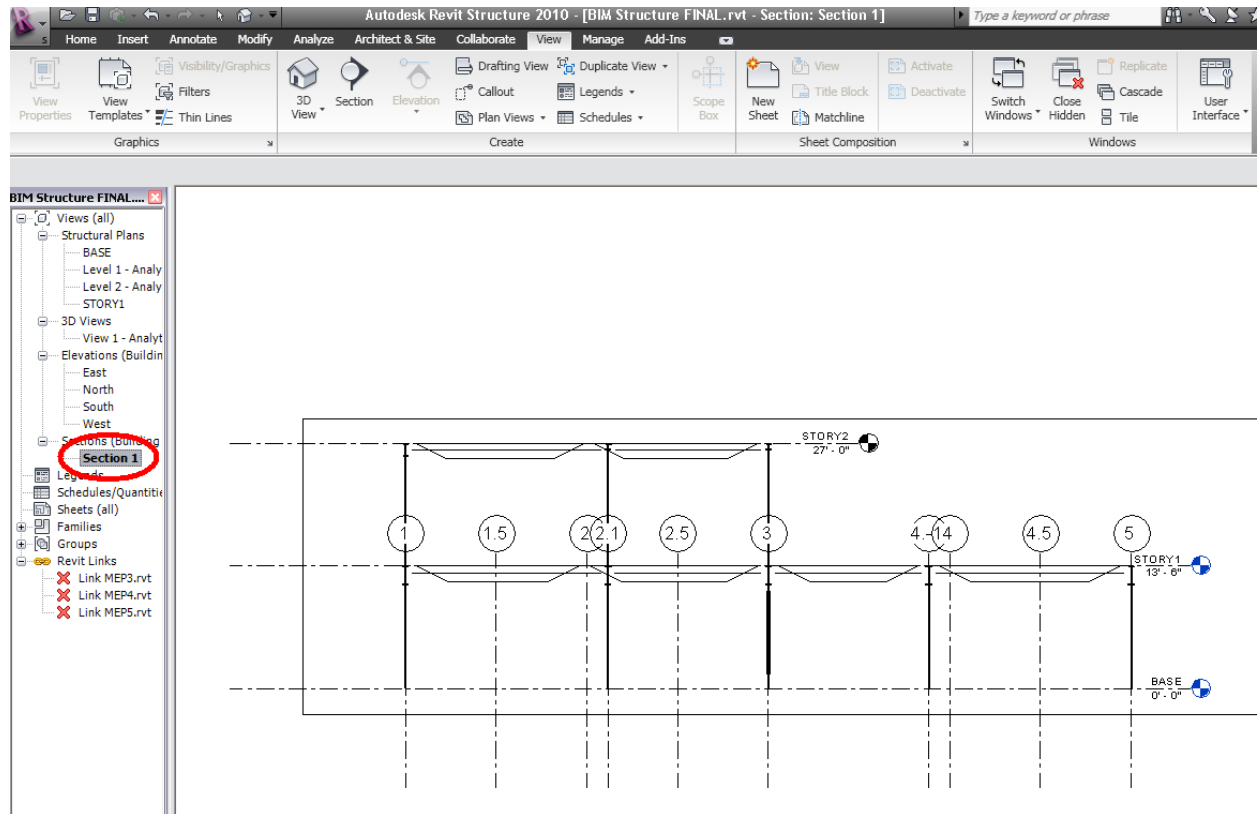 Autodesk Revit Structure 2010 - [BIM Structure FINAL.rvt - Section: Section 1] Type a keyword or phrase
S Home Insert Annotate Modify Analyze Architect & Site Collaborate View Manage Add-Ins
Visibility/Graphics Drafting View Duplicate View View Activate Replicate
Filters Callout Legends Title Block Deactivate Cascade
Thin Lines Plan Views Schedules Matchline Tile
View Properties View Templates 3D View Section Elevation Scope Box New Sheet Switch Windows Close Hidden User Interface
Graphics Create Sheet Composition Windows
BIM Structure FINAL....
Views (all)
Structural Plans
BASE
Level 1 - Analy
Level 2 - Analy
STORY1
3D Views
View 1 - Analyt
Elevations (Buildin
East
North
South
West
Sections (Building
Section 1
Legends
Schedules/Quantitie
Sheets (all)
Families
Groups
Revit Links
Link MEP3.rvt
Link MEP4.rvt
Link MEP5.rvt
STORY2
27' - 0"
1 1.5 2 2.1 2.5 3 4.-1 4 4.5 5
STORY1
13' - 6"
BASE
0' - 0"